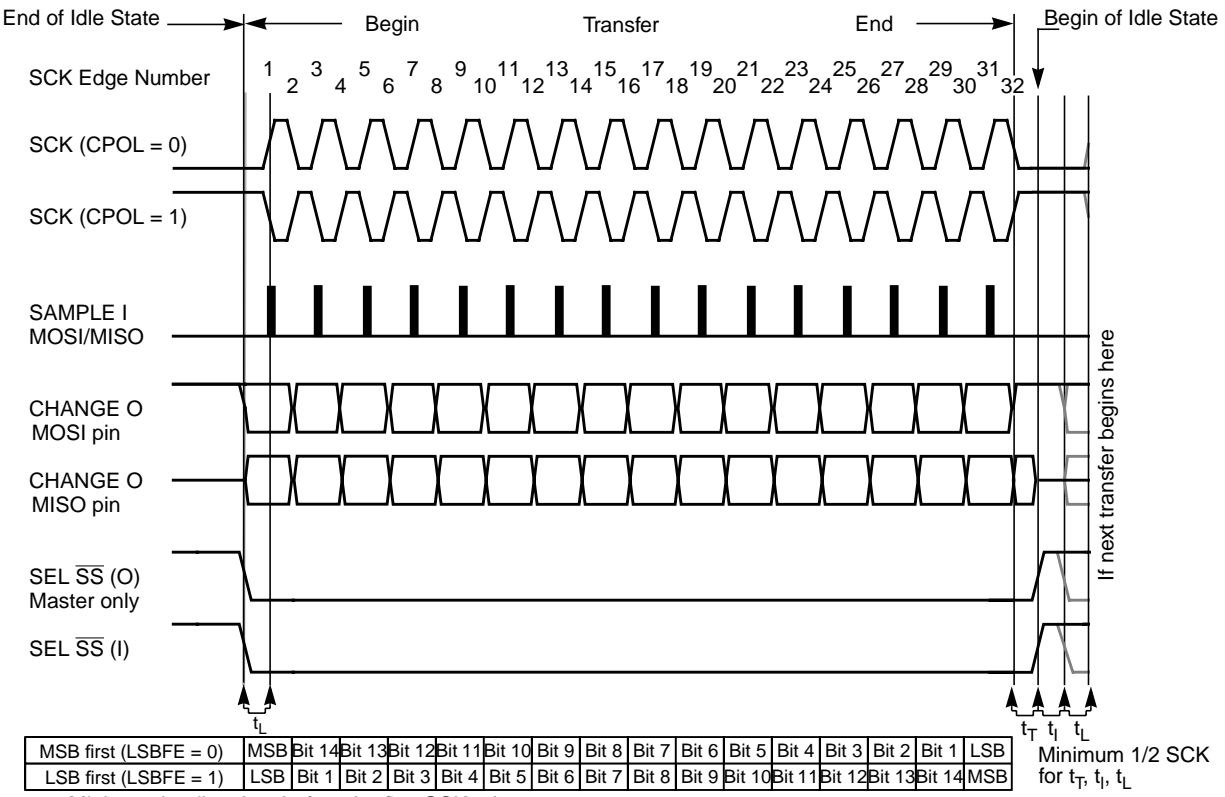 End of Idle State
Begin
Transfer
End
Begin of Idle State
SCK Edge Number
1 3 5 7 9 11 13 15 17 19 21 23 25 27 29 31
2 4 6 8 10 12 14 16 18 20 22 24 26 28 30 32
SCK (CPOL = 0)
SCK (CPOL = 1)
SAMPLE I
MOSI/MISO
CHANGE O
MOSI pin
CHANGE O
MISO pin
SEL SS (O)
Master only
SEL SS (I)
If next transfer begins here
tL
tT tI tL
MSB first (LSBFE = 0) MSB Bit 14 Bit 13 Bit 12 Bit 11 Bit 10 Bit 9 Bit 8 Bit 7 Bit 6 Bit 5 Bit 4 Bit 3 Bit 2 Bit 1 LSB
LSB first (LSBFE = 1) LSB Bit 1 Bit 2 Bit 3 Bit 4 Bit 5 Bit 6 Bit 7 Bit 8 Bit 9 Bit 10 Bit 11 Bit 12 Bit 13 Bit 14 MSB
Minimum 1/2 SCK
for tT, tI, tL